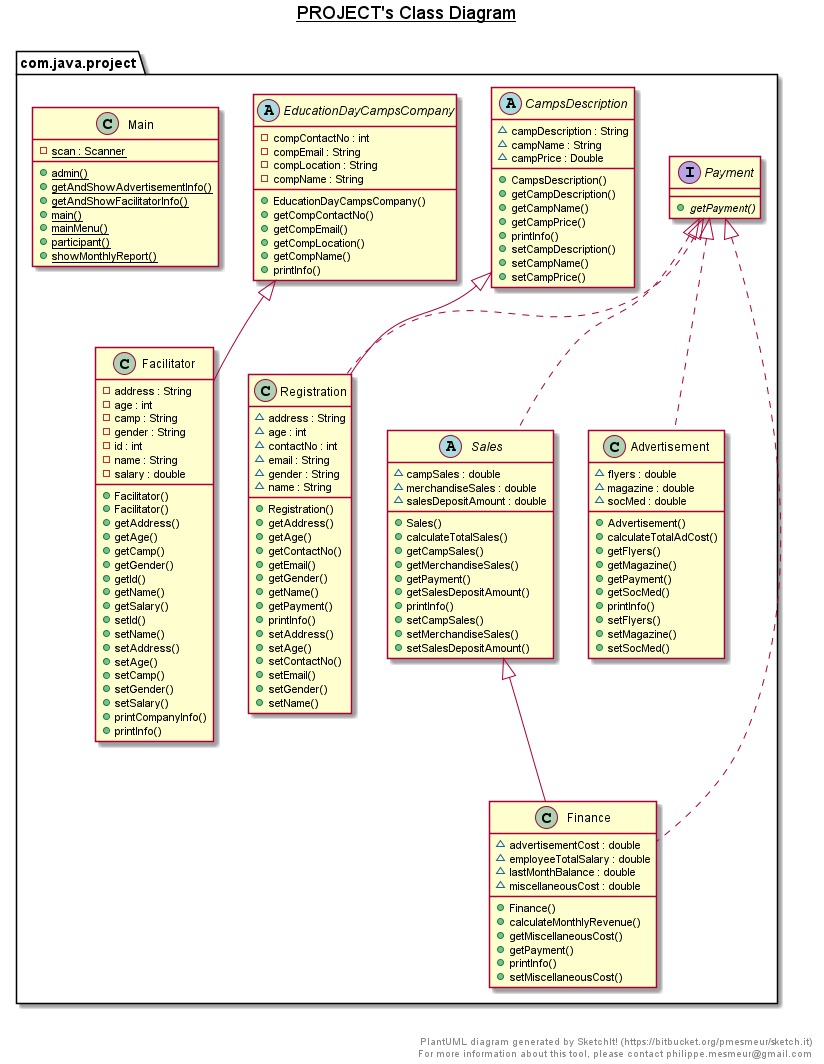 PROJECT's Class Diagram
com.java.project
C Main
scan : Scanner
admin()
getAndShowAdvertisementInfo()
getAndShowFacilitatorInfo()
main()
mainMenu()
participant()
showMonthlyReport()
A EducationDayCampsCompany
compContactNo : int
compEmail : String
compLocation : String
compName : String
EducationDayCampsCompany()
getCompContactNo()
getCompEmail()
getCompLocation()
getCompName()
printInfo()
A CampsDescription
campDescription : String
campName : String
campPrice : Double
CampsDescription()
getCampDescription()
getCampName()
getCampPrice()
printInfo()
setCampDescription()
setCampName()
setCampPrice()
I Payment
getPayment()
C Facilitator
address : String
age : int
camp : String
gender : String
id : int
name : String
salary : double
Facilitator()
Facilitator()
getAddress()
getAge()
getCamp()
getGender()
getId()
getName()
getSalary()
setId()
setName()
setAddress()
setAge()
setCamp()
setGender()
setSalary()
printCompanyInfo()
printInfo()
C Registration
address : String
age : int
contactNo : int
email : String
gender : String
name : String
Registration()
getAddress()
getAge()
getContactNo()
getEmail()
getGender()
getName()
getPayment()
printInfo()
setAddress()
setAge()
setContactNo()
setEmail()
setGender()
setName()
A Sales
campSales : double
merchandiseSales : double
salesDepositAmount : double
Sales()
calculateTotalSales()
getCampSales()
getMerchandiseSales()
getPayment()
getSalesDepositAmount()
printInfo()
setCampSales()
setMerchandiseSales()
setSalesDepositAmount()
C Advertisement
flyers : double
magazine : double
socMed : double
Advertisement()
calculateTotalAdCost()
getFlyers()
getMagazine()
getPayment()
getSocMed()
printInfo()
setFlyers()
setMagazine()
setSocMed()
C Finance
advertisementCost : double
employeeTotalSalary : double
lastMonthBalance : double
miscellaneousCost : double
Finance()
calculateMonthlyRevenue()
getMiscellaneousCost()
getPayment()
printInfo()
setMiscellaneousCost()
PlantUML diagram generated by SketchIt! (https://bitbucket.org/pmesmeur/sketch.it)
For more information about this tool, please contact philippe.mesmeur@gmail.com